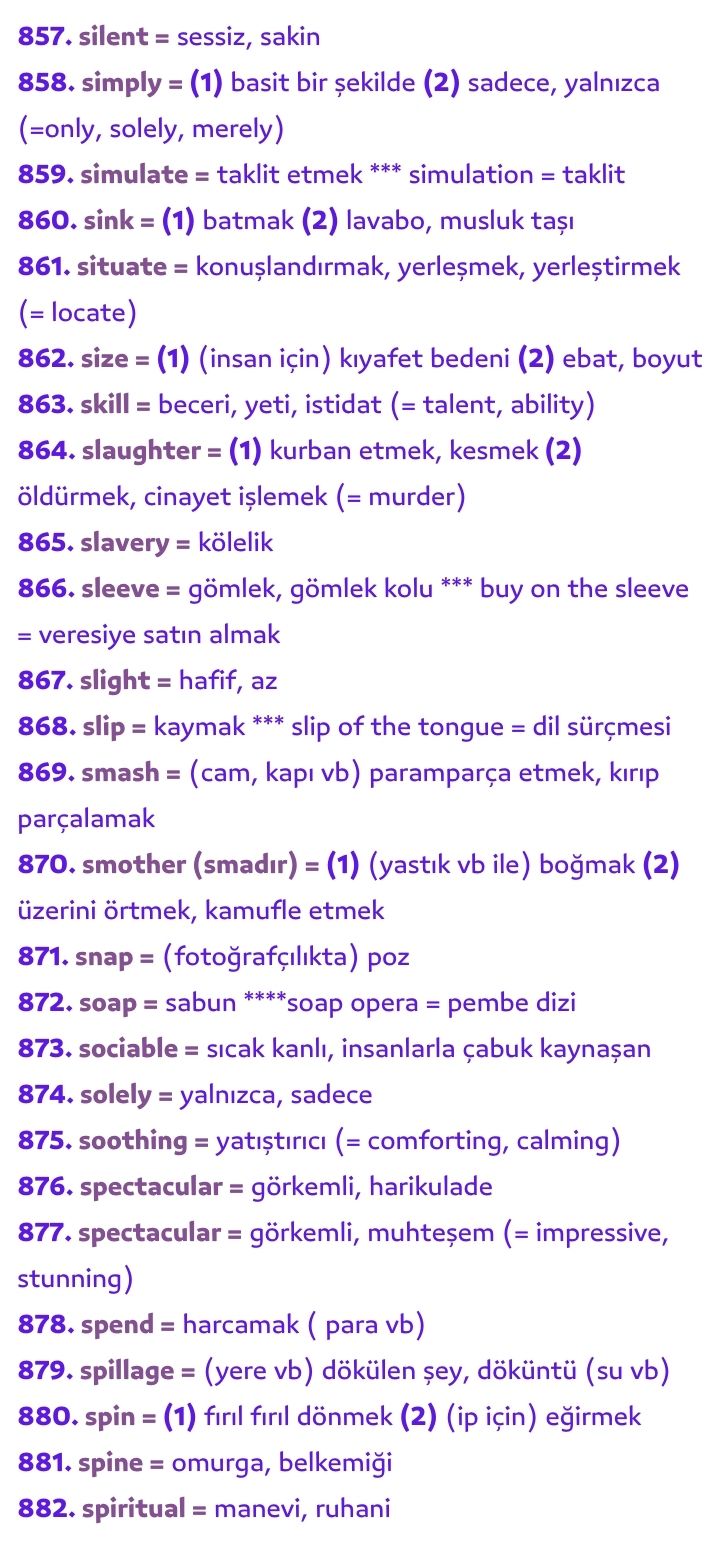 857. silent = sessiz, sakin
858. simply = (1) basit bir şekilde (2) sadece, yalnızca
(=only, solely, merely)
859. simulate = taklit etmek *** simulation = taklit
860. sink = (1) batmak (2) lavabo, musluk taşı
861. situate = konuşlandırmak, yerleşmek, yerleştirmek
(= locate)
862. size = (1) (insan için) kıyafet bedeni (2) ebat, boyut
863. skill = beceri, yeti, istidat (= talent, ability)
864. slaughter = (1) kurban etmek, kesmek (2)
öldürmek, cinayet işlemek (= murder)
865. slavery = kölelik
866. sleeve = gömlek, gömlek kolu *** buy on the sleeve
= veresiye satın almak
867. slight = hafif, az
868. slip = kaymak *** slip of the tongue = dil sürçmesi
869. smash = (cam, kapı vb) paramparça etmek, kırıp
parçalamak
870. smother (smadır) = (1) (yastık vb ile) boğmak (2)
üzerini örtmek, kamufle etmek
871. snap = (fotoğrafçılıkta) poz
872. soap = sabun ****soap opera = pembe dizi
873. sociable = sıcak kanlı, insanlarla çabuk kaynaşan
874. solely = yalnızca, sadece
875. soothing = yatıştırıcı (= comforting, calming)
876. spectacular = görkemli, harikulade
877. spectacular = görkemli, muhteşem (= impressive,
stunning)
878. spend = harcamak ( para vb)
879. spillage = (yere vb) dökülen şey, döküntü (su vb)
880. spin = (1) fırıl fırıl dönmek (2) (ip için) eğirmek
881. spine = omurga, belkemiği
882. spiritual = manevi, ruhani